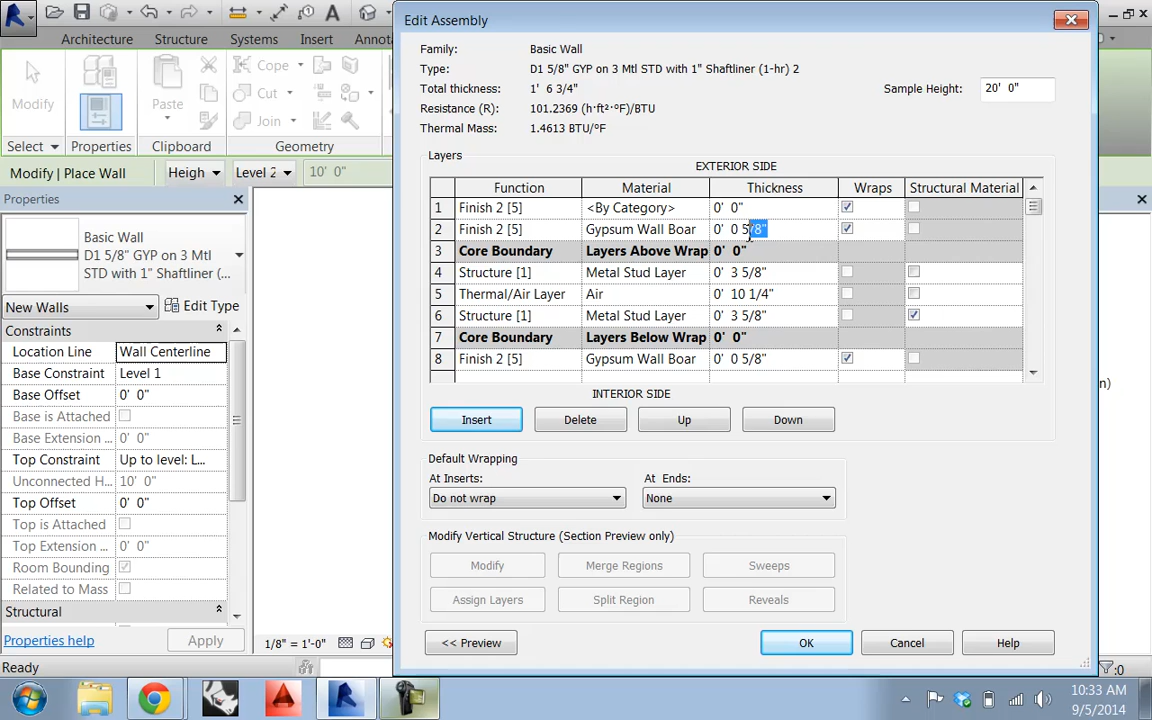 Edit Assembly
Architecture Structure Systems Insert Annota
Modify
Paste
Cope
Cut
Join
Select Properties Clipboard Geometry
Modify | Place Wall Heigh Level 2 10' 0"
Properties
Basic Wall
D1 5/8" GYP on 3 Mtl
STD with 1" Shaftliner (...
New Walls Edit Type
Constraints
Location Line Wall Centerline
Base Constraint Level 1
Base Offset 0' 0"
Base is Attached
Base Extension ... 0' 0"
Top Constraint Up to level: L...
Unconnected H... 10' 0"
Top Offset 0' 0"
Top is Attached
Top Extension ... 0' 0"
Room Bounding
Related to Mass
Structural
Properties help Apply
Ready
1/8" = 1'-0"
Family: Basic Wall
Type: D1 5/8" GYP on 3 Mtl STD with 1" Shaftliner (1-hr) 2
Total thickness: 1' 6 3/4" Sample Height: 20' 0"
Resistance (R): 101.2369 (h·ft²·°F)/BTU
Thermal Mass: 1.4613 BTU/°F
Layers
EXTERIOR SIDE
Function Material Thickness Wraps Structural Material
1 Finish 2 [5] <By Category> 0' 0"
2 Finish 2 [5] Gypsum Wall Boar 0' 0 5/8"
3 Core Boundary Layers Above Wrap 0' 0"
4 Structure [1] Metal Stud Layer 0' 3 5/8"
5 Thermal/Air Layer Air 0' 10 1/4"
6 Structure [1] Metal Stud Layer 0' 3 5/8"
7 Core Boundary Layers Below Wrap 0' 0"
8 Finish 2 [5] Gypsum Wall Boar 0' 0 5/8"
INTERIOR SIDE
Insert Delete Up Down
Default Wrapping
At Inserts: At Ends:
Do not wrap None
Modify Vertical Structure (Section Preview only)
Modify Merge Regions Sweeps
Assign Layers Split Region Reveals
<< Preview OK Cancel Help
n)
:0
10:33 AM
9/5/2014